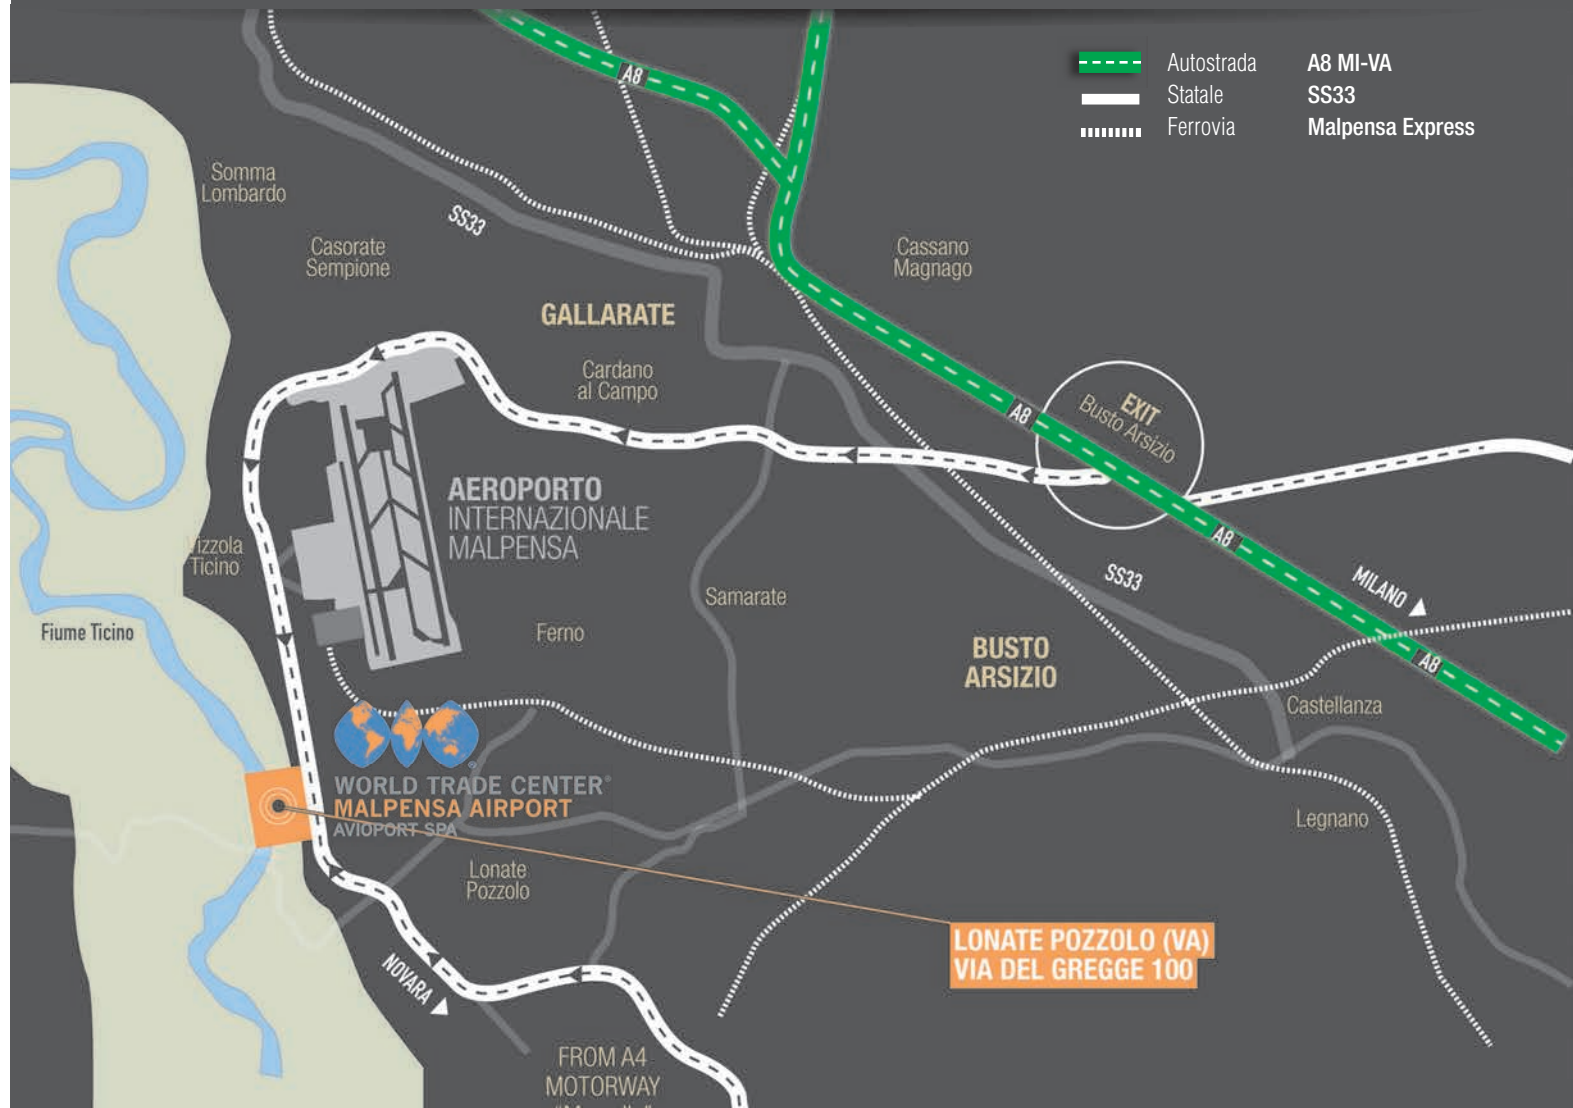 Autostrada A8 MI-VA
Statale SS33
Ferrovia Malpensa Express
A8
Somma
Lombardo
SS33
Casorate
Sempione
Cassano
Magnago
GALLARATE
Cardano
al Campo
A8
EXIT
Busto Arsizio
AEROPORTO
INTERNAZIONALE
MALPENSA
A8
Vizzola
Ticino
SS33
MILANO
Samarate
Fiume Ticino
Ferno
BUSTO
ARSIZIO
A8
Castellanza
WORLD TRADE CENTER®
MALPENSA AIRPORT
AVIOPORT SPA
Legnano
Lonate
Pozzolo
LONATE POZZOLO (VA)
VIA DEL GREGGE 100
NOVARA
FROM A4
MOTORWAY